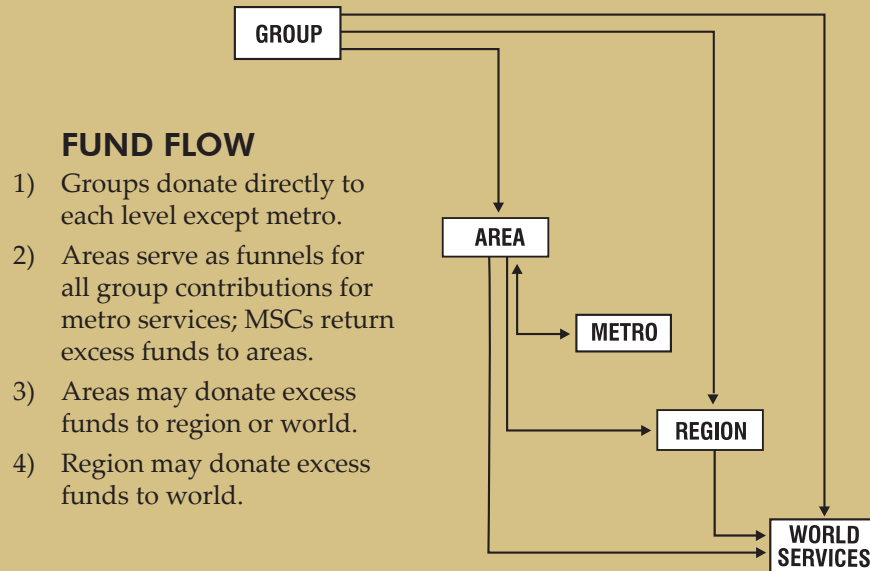 GROUP
FUND FLOW
1) Groups donate directly to
each level except metro.
2) Areas serve as funnels for
all group contributions for
metro services; MSCs return
excess funds to areas.
3) Areas may donate excess
funds to region or world.
4) Region may donate excess
funds to world.
AREA
METRO
REGION
WORLD
SERVICES